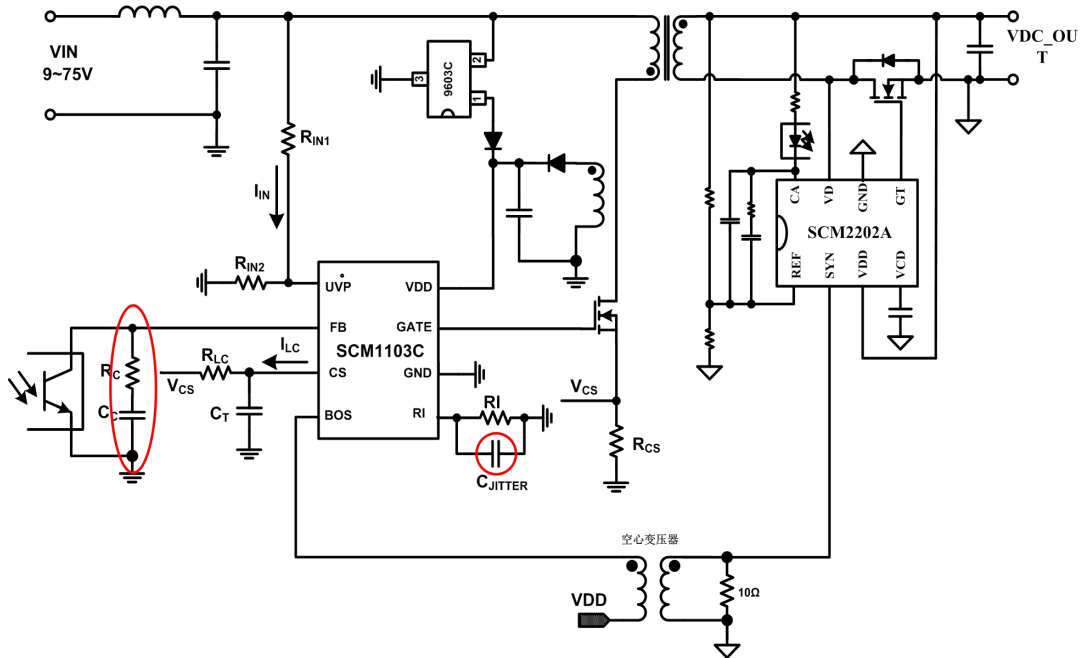 VIN
9~75V
RIN1
IIN
RIN2
3
9603C
2
1
UVP
VDD
FB
GATE
SCM1103C
CS
GND
BOS
RI
RC
CC
VCS
RLC
ILC
CT
RI
CJITTER
VCS
RCS
VDC_OU
T
CA
VD
GND
GT
SCM2202A
REF
SYN
VDD
VCD
空心变压器
VDD
10Ω